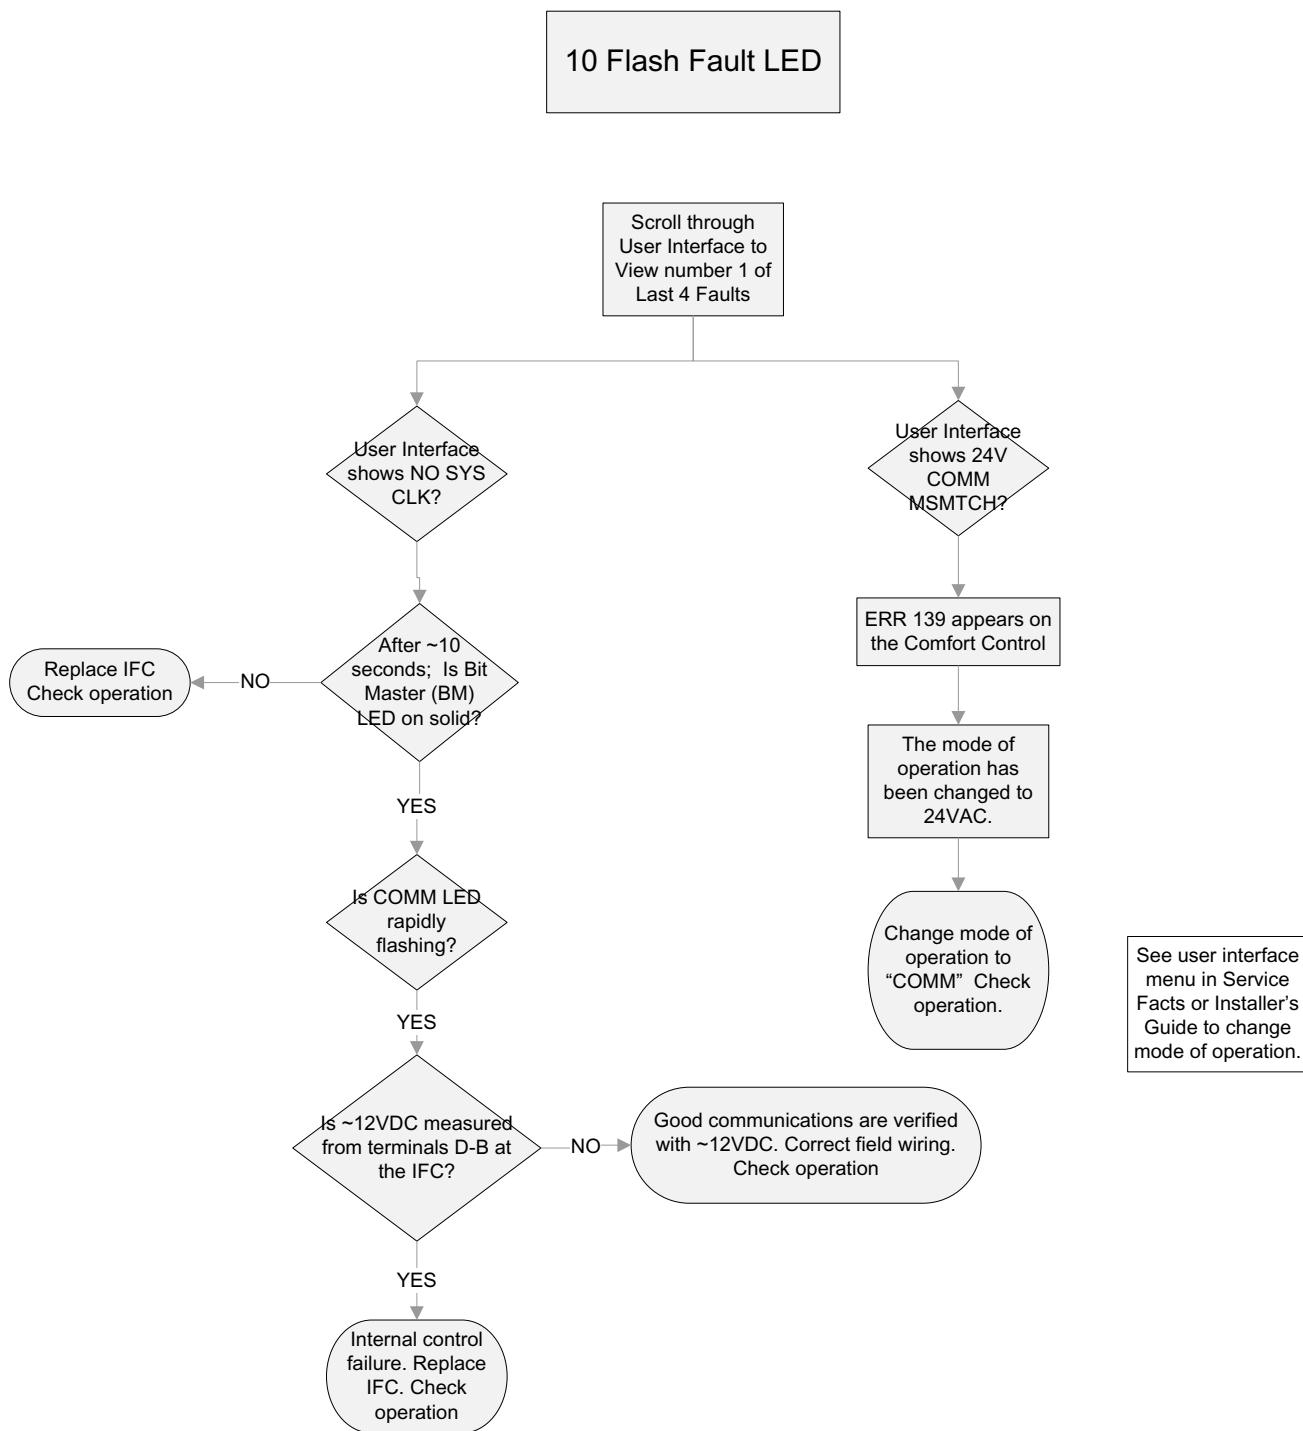 10 Flash Fault LED
Scroll through
User Interface to
View number 1 of
Last 4 Faults
User Interface
shows NO SYS
CLK?
User Interface
shows 24V
COMM
MSMTCH?
After ~10
seconds; Is Bit
Master (BM)
LED on solid?
NO
Replace IFC
Check operation
ERR 139 appears on
the Comfort Control
The mode of
operation has
been changed to
24VAC.
YES
Is COMM LED
rapidly
flashing?
Change mode of
operation to
“COMM” Check
operation.
See user interface
menu in Service
Facts or Installer’s
Guide to change
mode of operation.
YES
Is ~12VDC measured
from terminals D-B at
the IFC?
NO
Good communications are verified
with ~12VDC. Correct field wiring.
Check operation
YES
Internal control
failure. Replace
IFC. Check
operation